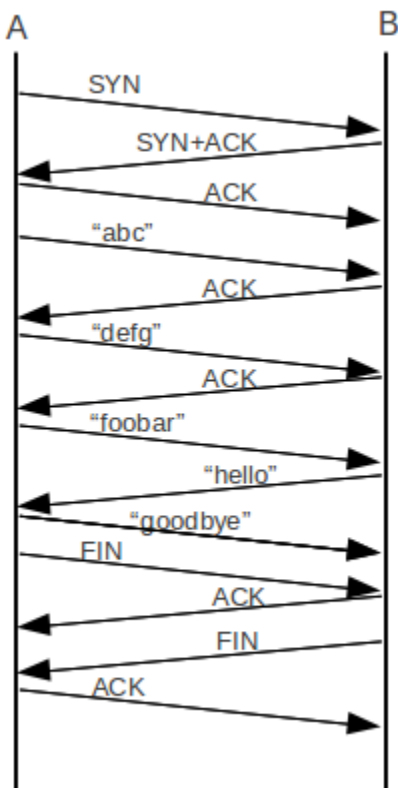 A
B
SYN
SYN+ACK
ACK
“abc”
ACK
“defg”
ACK
“foobar”
“hello”
“goodbye”
FIN
ACK
FIN
ACK